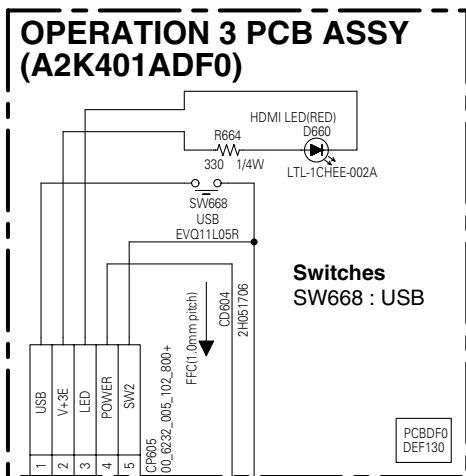 OPERATION 3 PCB ASSY
(A2K401ADF0)
HDMI LED(RED)
D660
R664
330 1/4W
LTL-1CHEE-002A
SW668
USB
EVQ11L05R
Switches
SW668 : USB
FFC(1.0mm pitch)
CD604
2H051706
USB
V+3E
LED
POWER
SW2
1
2
3
4
5
CP605
00_6232_005_102_800+
PCBDF0
DEF130